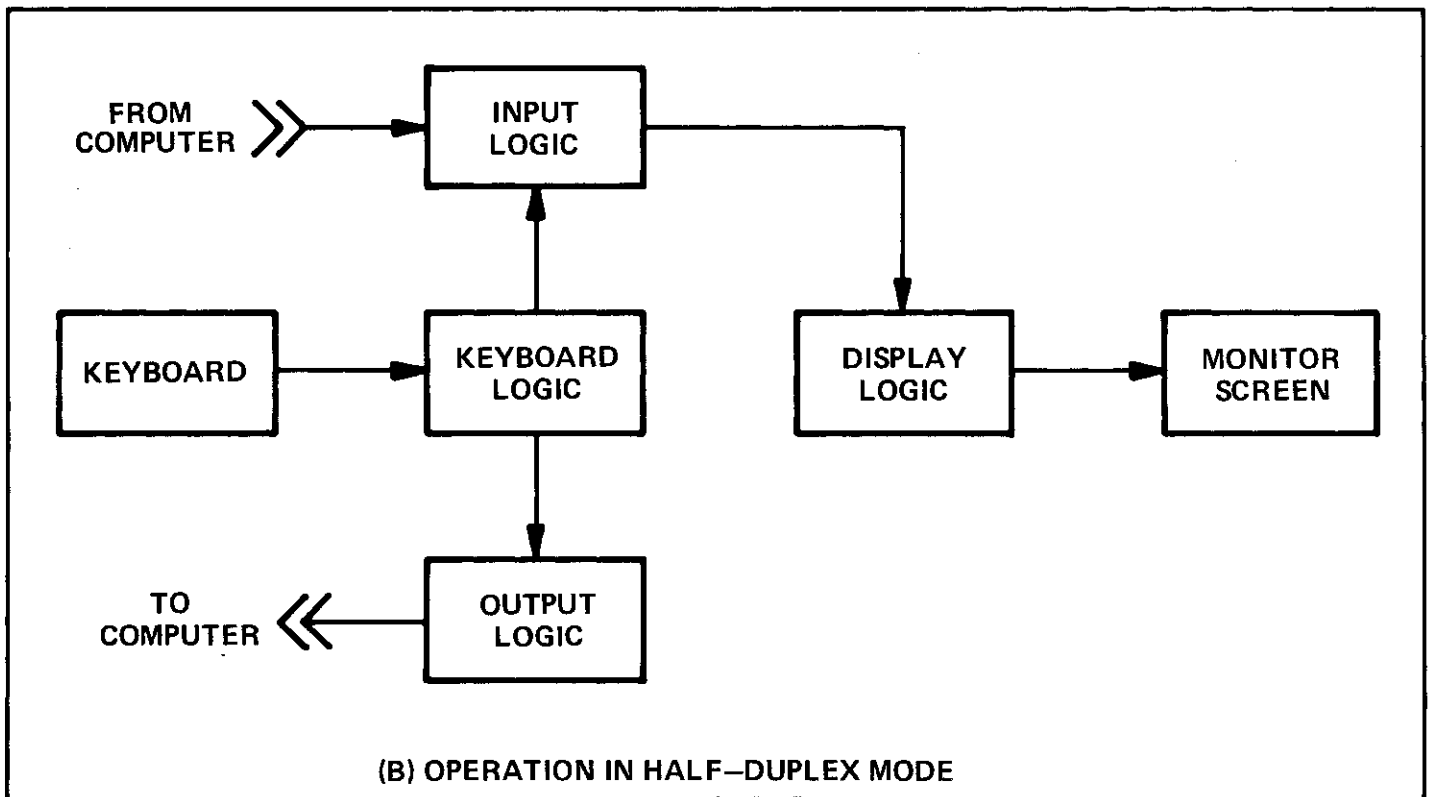 FROM
COMPUTER
INPUT
LOGIC
KEYBOARD
KEYBOARD
LOGIC
DISPLAY
LOGIC
MONITOR
SCREEN
TO
COMPUTER
OUTPUT
LOGIC
(B) OPERATION IN HALF–DUPLEX MODE